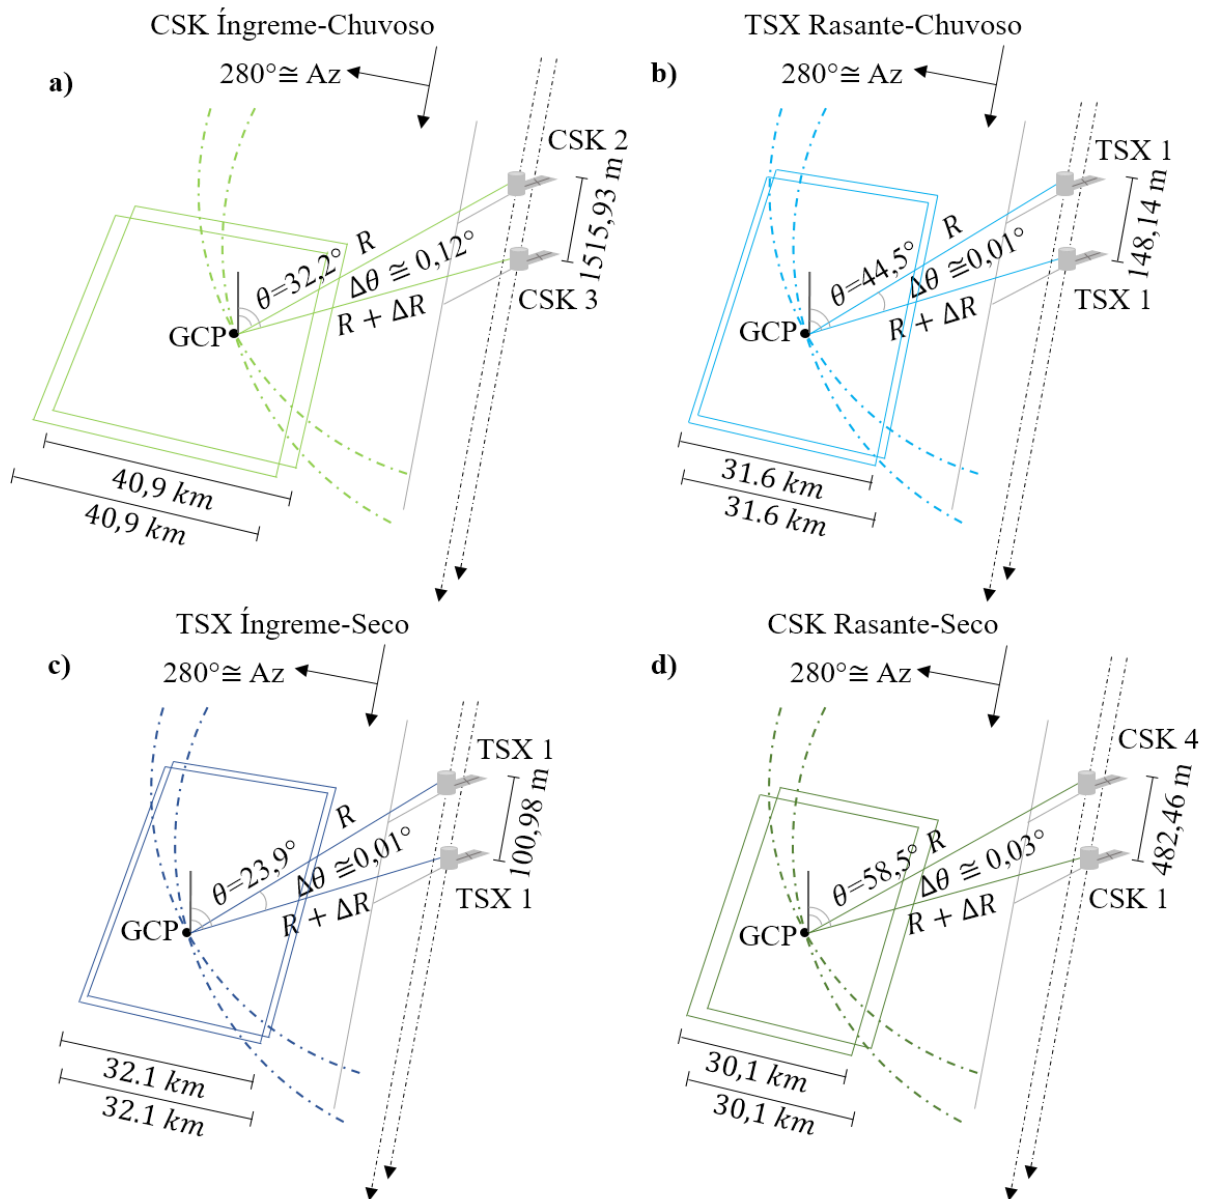 CSK Íngreme-Chuvoso
a)
280°≅ Az
CSK 2
1515,93 m
R
θ=32,2°
Δθ ≅ 0,12°
R + ΔR
CSK 3
GCP
40,9 km
40,9 km
TSX Rasante-Chuvoso
b)
280°≅ Az
TSX 1
148,14 m
R
θ=44,5°
Δθ ≅0,01°
R + ΔR
TSX 1
GCP
31.6 km
31.6 km
TSX Íngreme-Seco
c)
280°≅ Az
TSX 1
100,98 m
R
θ=23,9°
Δθ ≅0,01°
R + ΔR
TSX 1
GCP
32.1 km
32.1 km
CSK Rasante-Seco
d)
280°≅ Az
CSK 4
482,46 m
R
θ=58,5°
Δθ ≅ 0,03°
R + ΔR
CSK 1
GCP
30,1 km
30,1 km